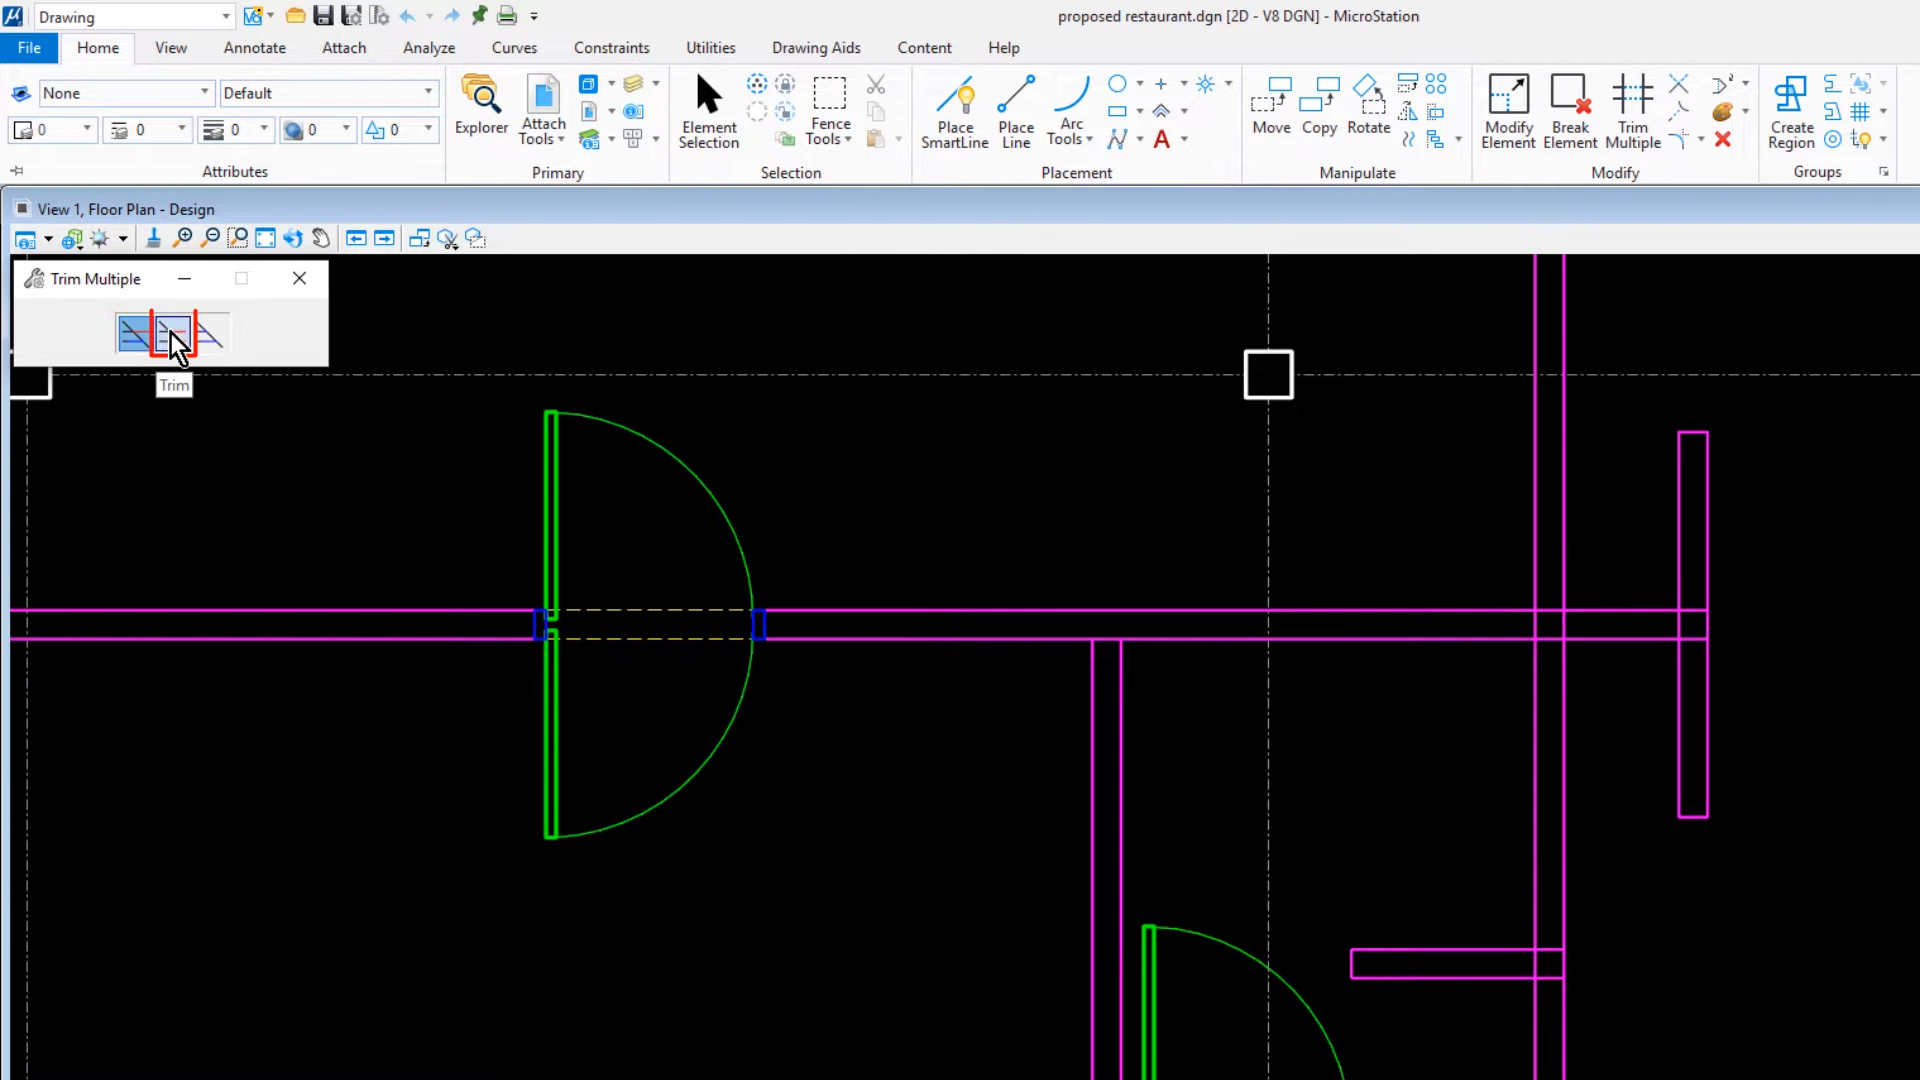 Drawing
proposed restaurant.dgn [2D - V8 DGN] - MicroStation
File Home View Annotate Attach Analyze Curves Constraints Utilities Drawing Aids Content Help
None Default
0 0 0 0 0
Attributes
Explorer
Attach Tools
Primary
Element Selection
Fence Tools
Selection
Place SmartLine
Place Line
Arc Tools
A
Placement
Move Copy Rotate
Manipulate
Modify Element
Break Element
Trim Multiple
Modify
Create Region
Groups
View 1, Floor Plan - Design
Trim Multiple
Trim